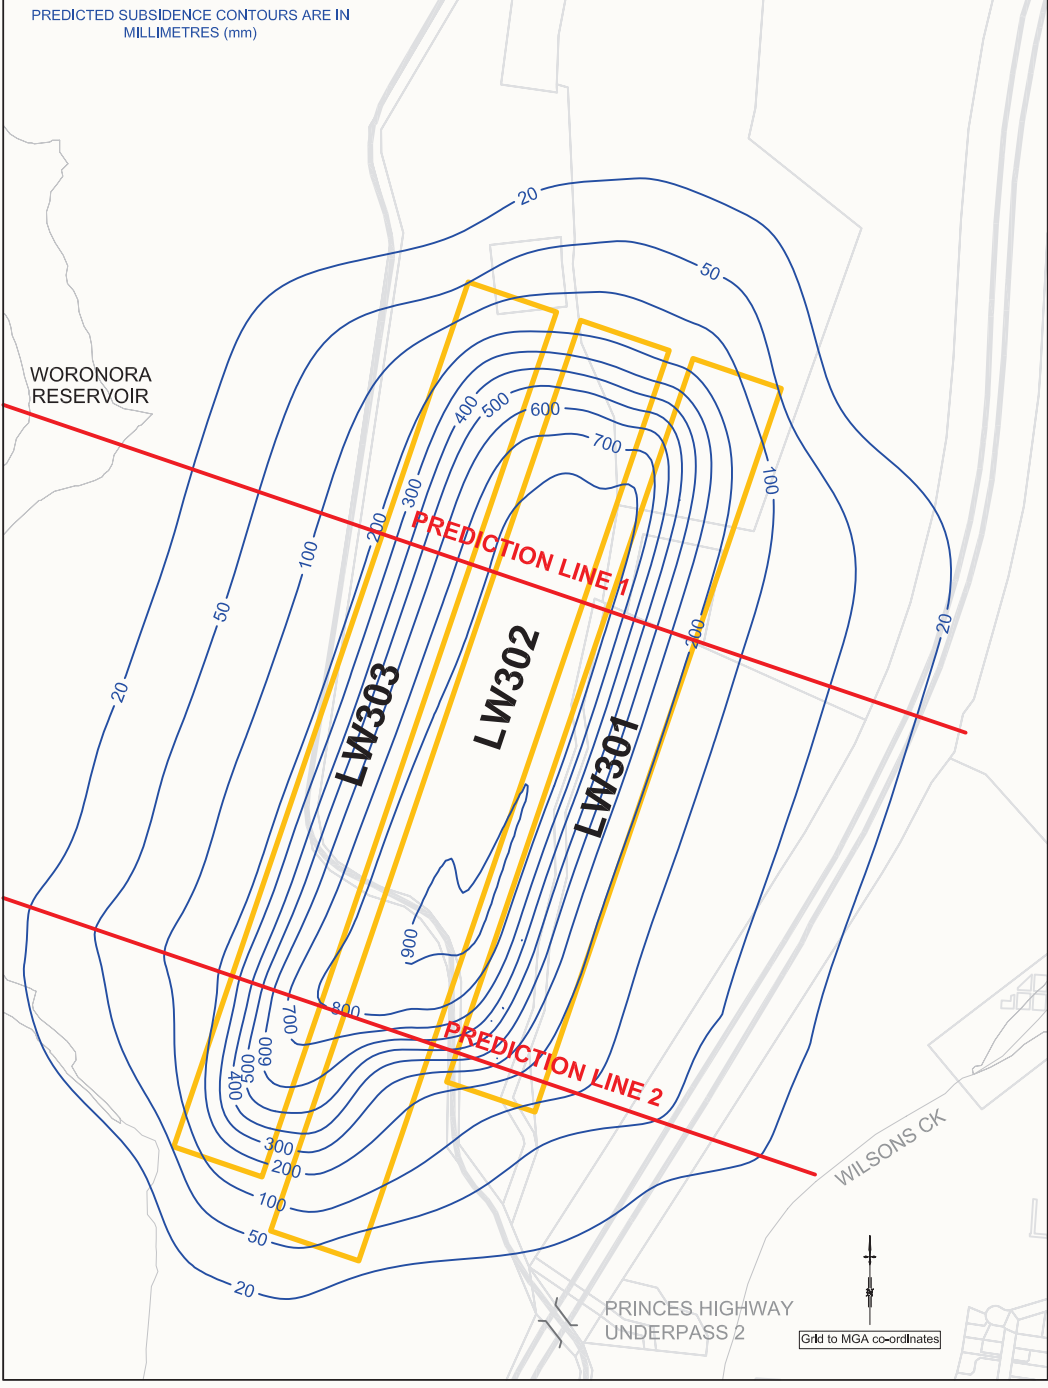 PREDICTED SUBSIDENCE CONTOURS ARE IN
MILLIMETRES (mm)
20
50
WORONORA
RESERVOIR
400
500
600
700
100
300
200
PREDICTION LINE 1
100
50
20
200
20
LW303
LW302
LW301
900
800
700
PREDICTION LINE 2
600
500
400
300
200
100
50
20
WILSONS CK
PRINCES HIGHWAY
UNDERPASS 2
N
Grid to MGA co-ordinates